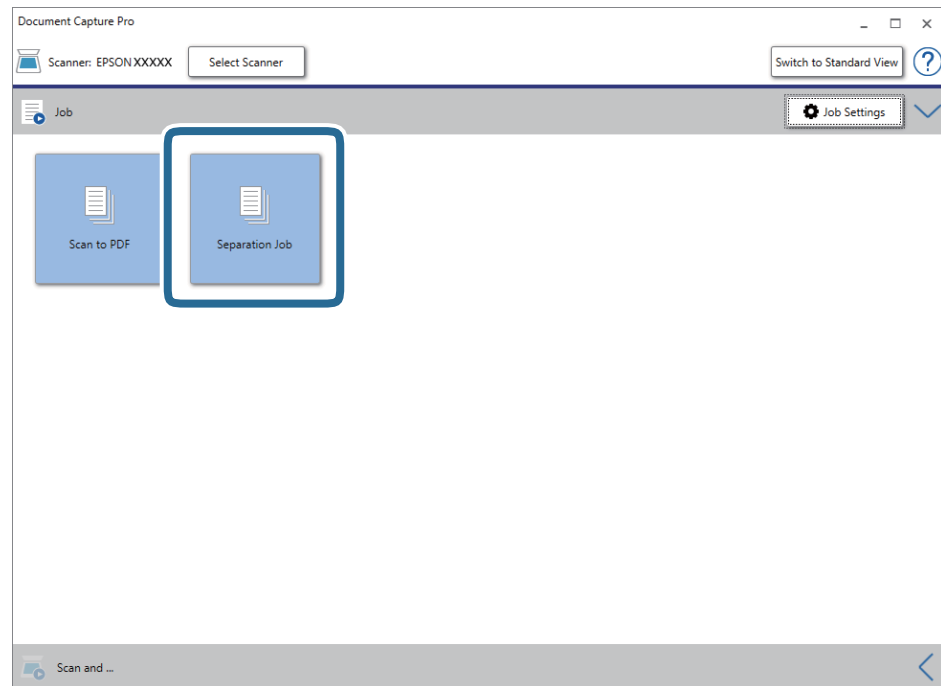 Document Capture Pro
Scanner: EPSON XXXXX
Select Scanner
Switch to Standard View
?
Job
Job Settings
Scan to PDF
Separation Job
Scan and ...